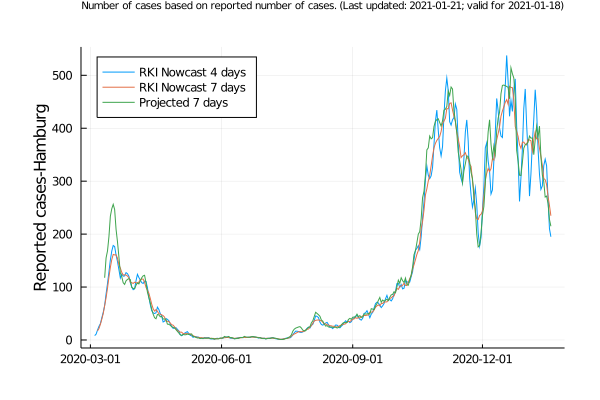 Number of cases based on reported number of cases. (Last updated: 2021-01-21; valid for 2021-01-18)
500
400
300
200
100
0
Reported cases-Hamburg
RKI Nowcast 4 days
RKI Nowcast 7 days
Projected 7 days
2020-03-01 2020-06-01 2020-09-01 2020-12-01